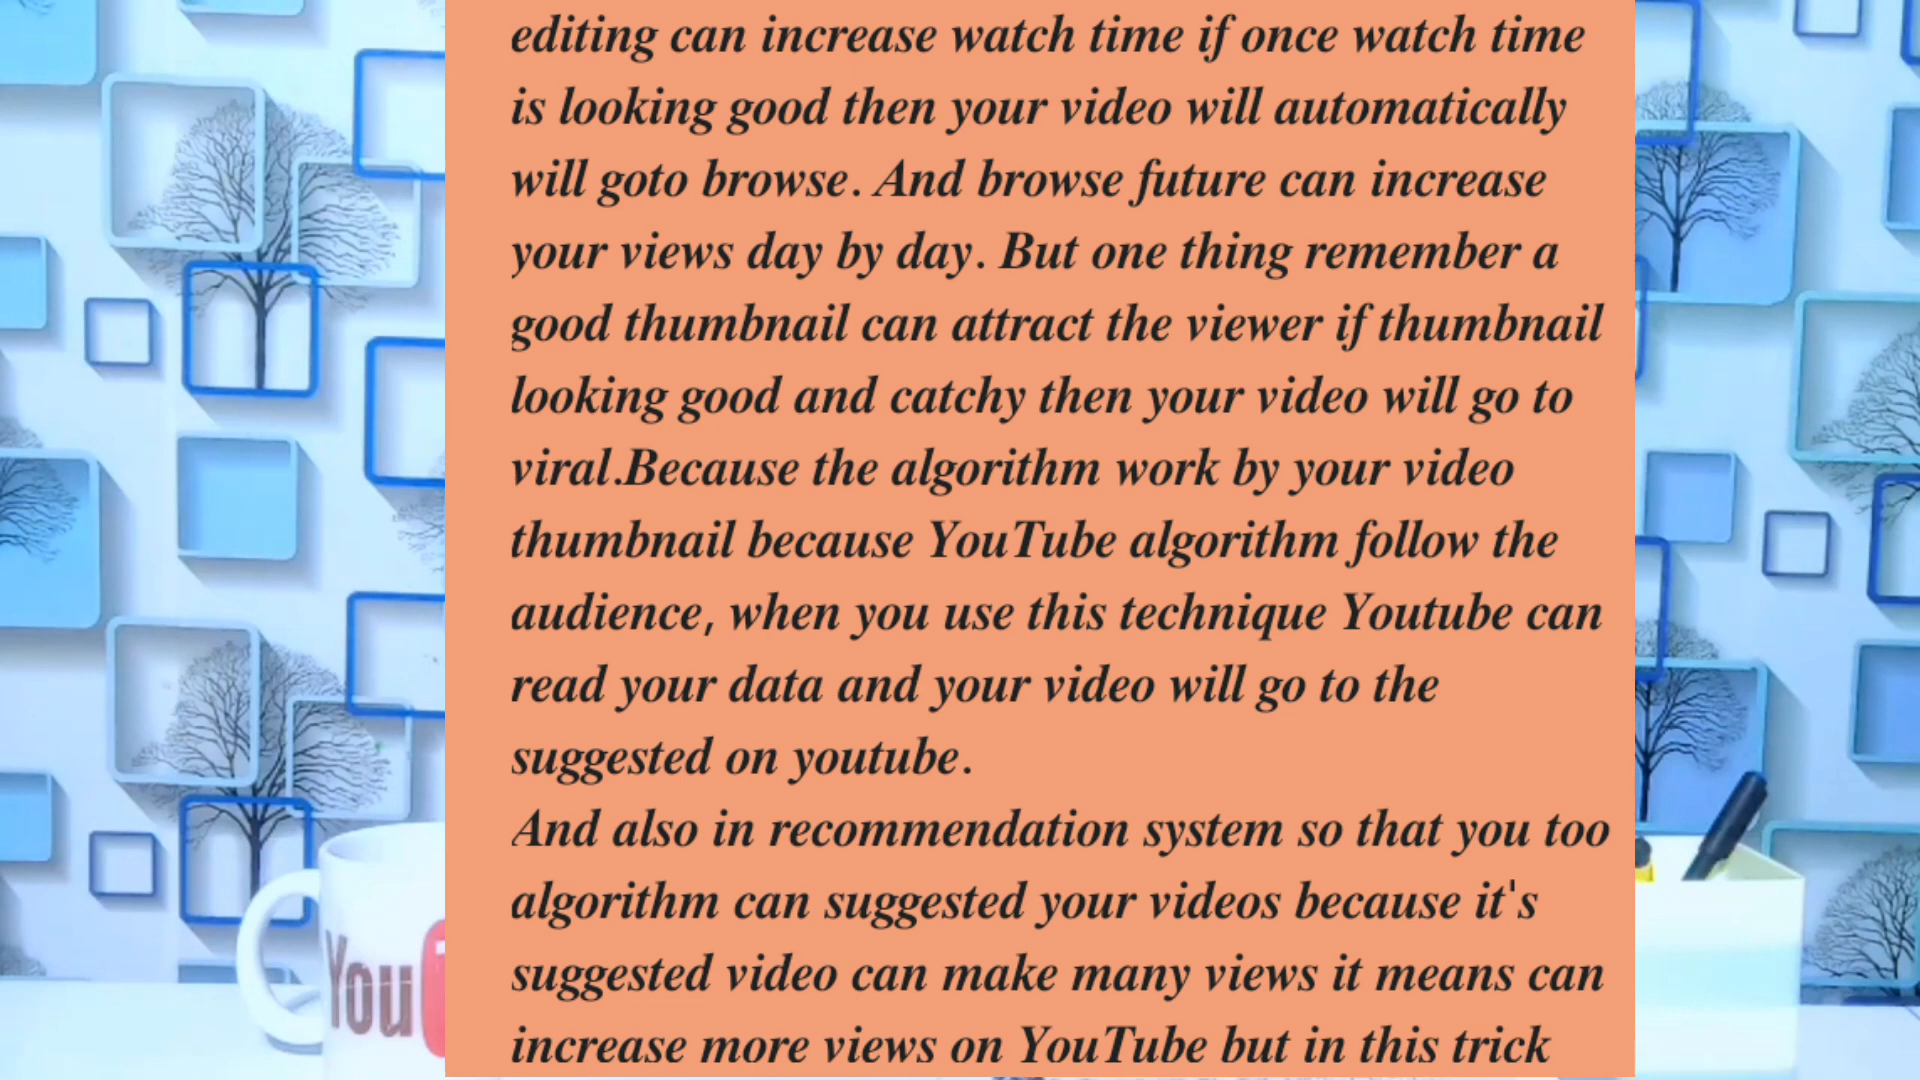 editing can increase watch time if once watch time
is looking good then your video will automatically
will goto browse. And browse future can increase
your views day by day. But one thing remember a
good thumbnail can attract the viewer if thumbnail
looking good and catchy then your video will go to
viral.Because the algorithm work by your video
thumbnail because YouTube algorithm follow the
audience, when you use this technique Youtube can
read your data and your video will go to the
suggested on youtube.
And also in recommendation system so that you too
algorithm can suggested your videos because it's
suggested video can make many views it means can
increase more views on YouTube but in this trick
You